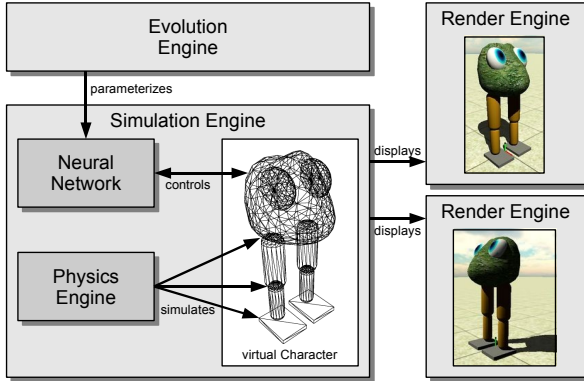 Evolution
Engine
parameterizes
Simulation Engine
Neural
Network
controls
Physics
Engine
simulates
virtual Character
displays
displays
Render Engine
Render Engine